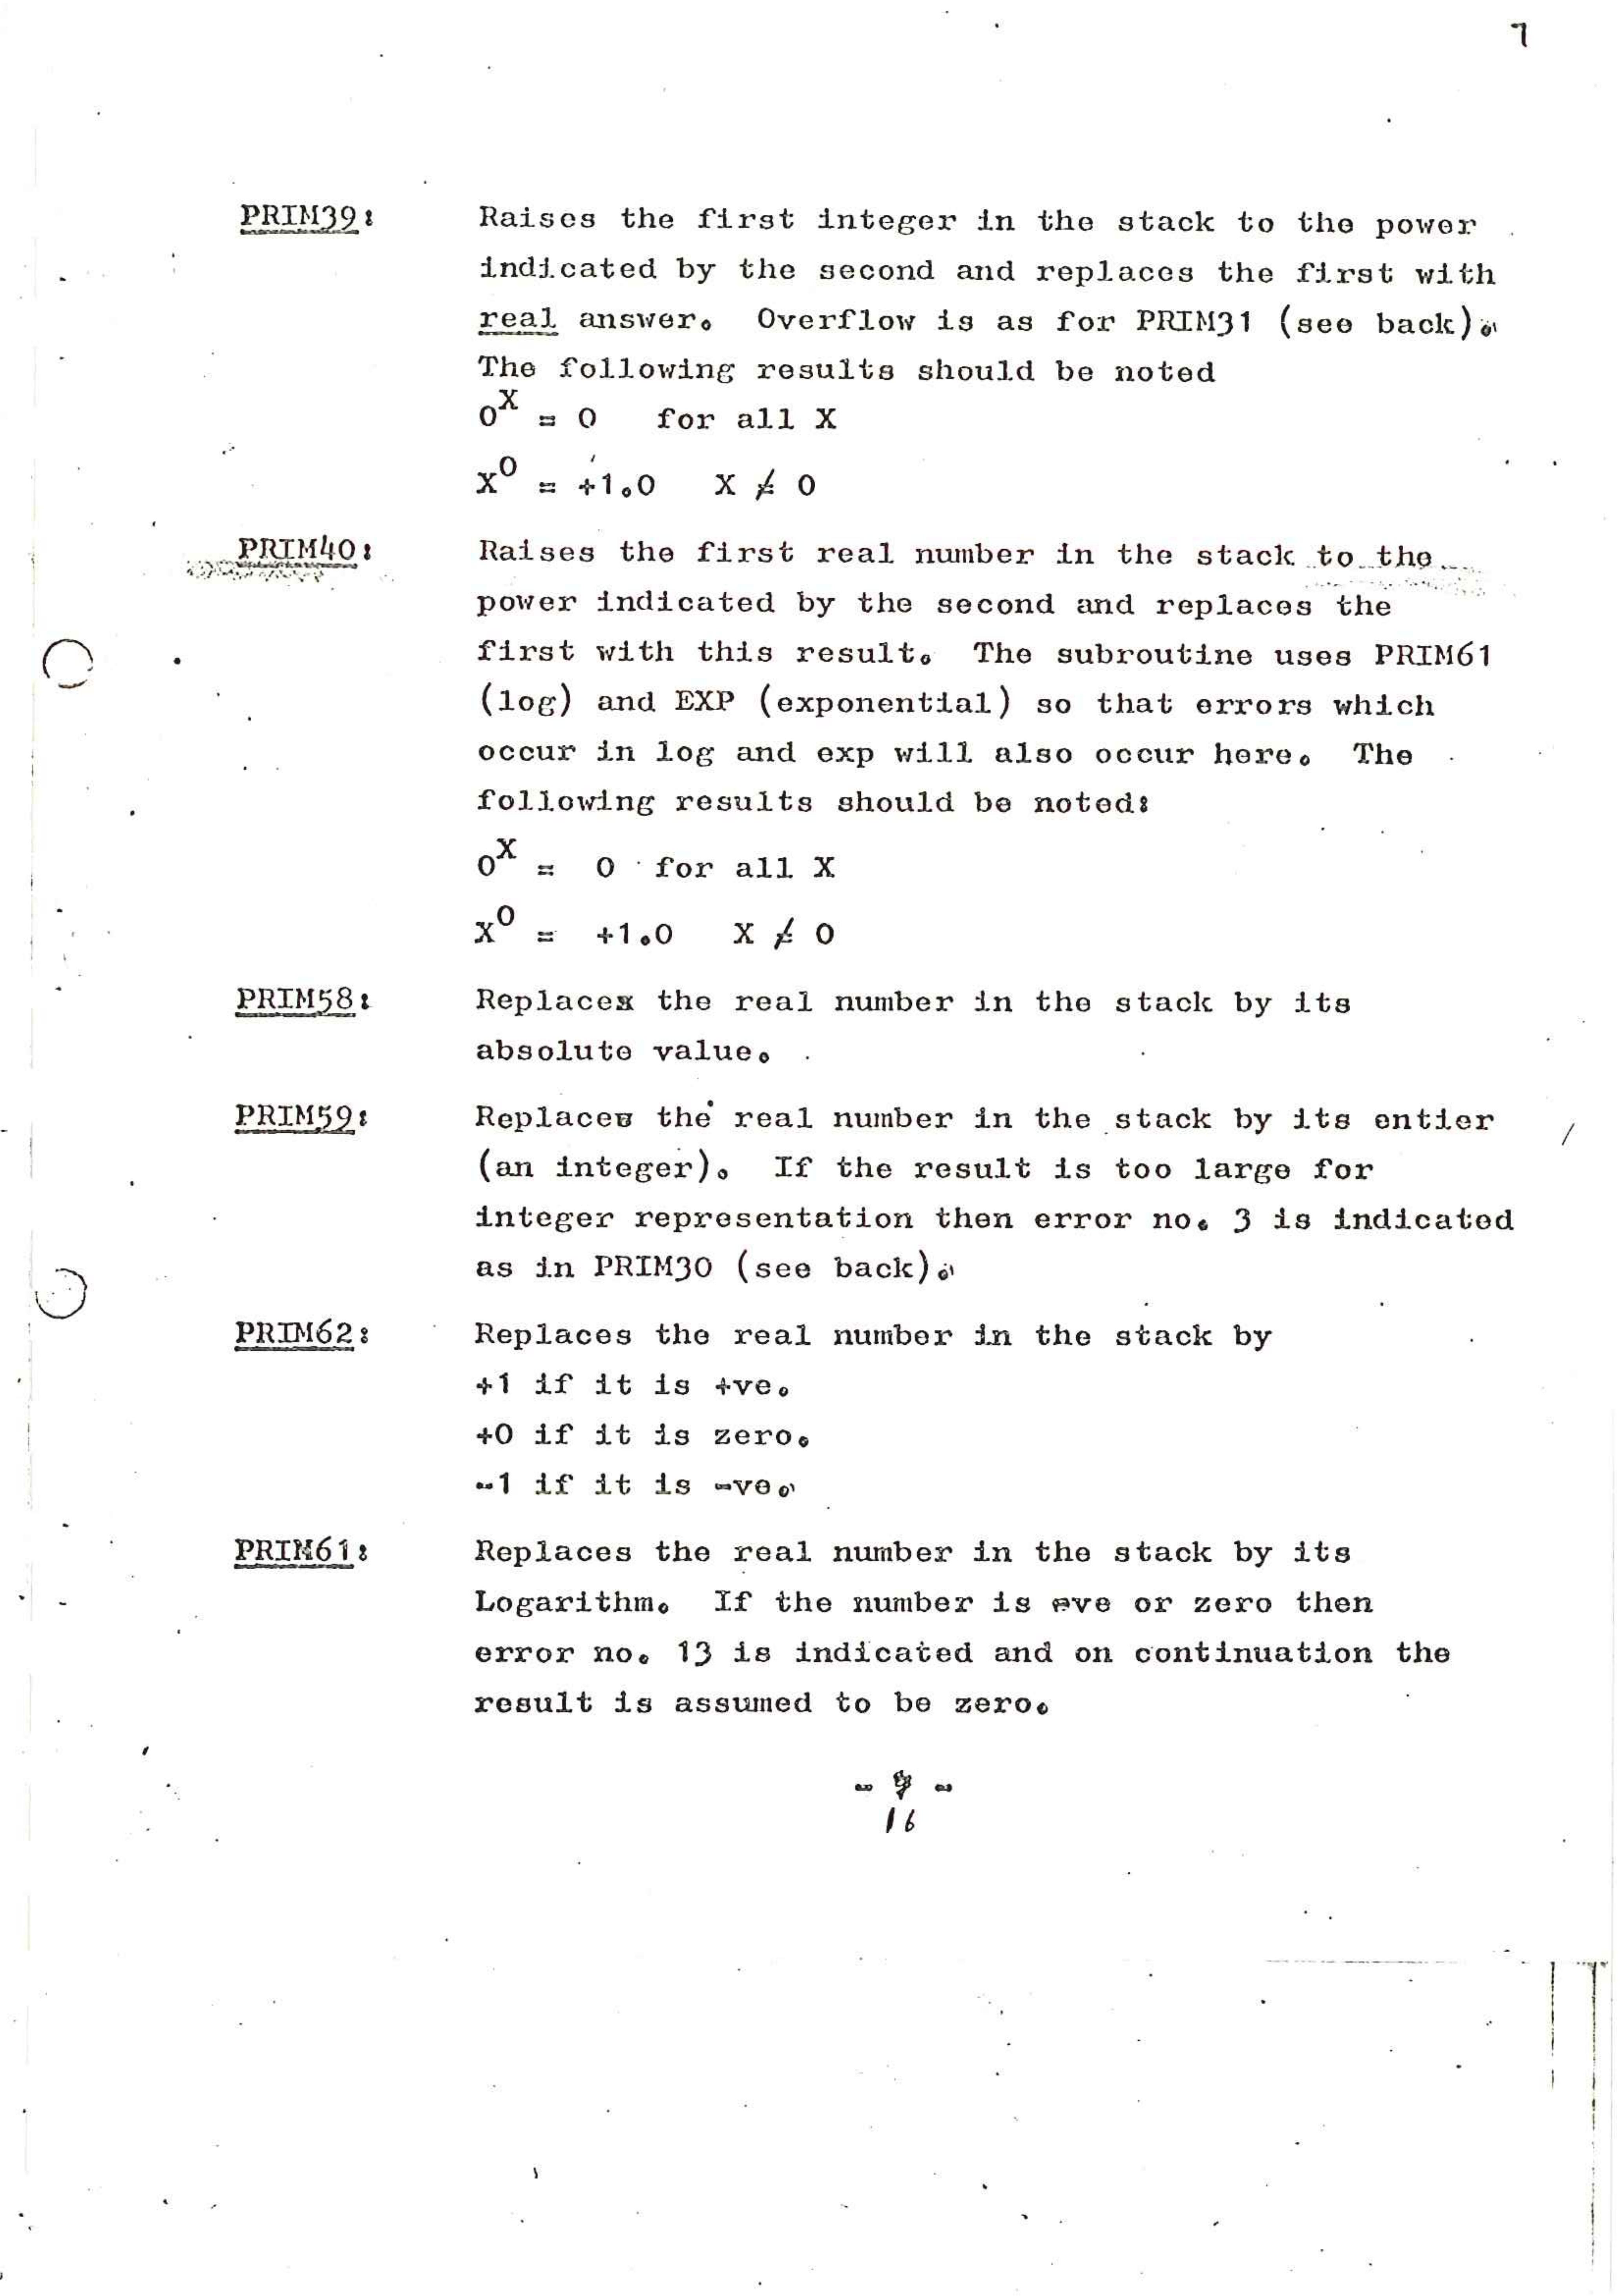 7
PRIM39: Raises the first integer in the stack to the power
indicated by the second and replaces the first with
real answer. Overflow is as for PRIM31 (see back).
The following results should be noted
0^X = 0 for all X
X^0 = +1.0 X ≠ 0
PRIM40: Raises the first real number in the stack to the
power indicated by the second and replaces the
first with this result. The subroutine uses PRIM61
(log) and EXP (exponential) so that errors which
occur in log and exp will also occur here. The
following results should be noted:
0^X = 0 for all X
X^0 = +1.0 X ≠ 0
PRIM58: Replaces the real number in the stack by its
absolute value.
PRIM59: Replaces the real number in the stack by its entier
(an integer). If the result is too large for
integer representation then error no. 3 is indicated
as in PRIM30 (see back).
PRIM62: Replaces the real number in the stack by
+1 if it is +ve.
+0 if it is zero.
-1 if it is -ve.
PRIM61: Replaces the real number in the stack by its
Logarithm. If the number is -ve or zero then
error no. 13 is indicated and on continuation the
result is assumed to be zero.
16